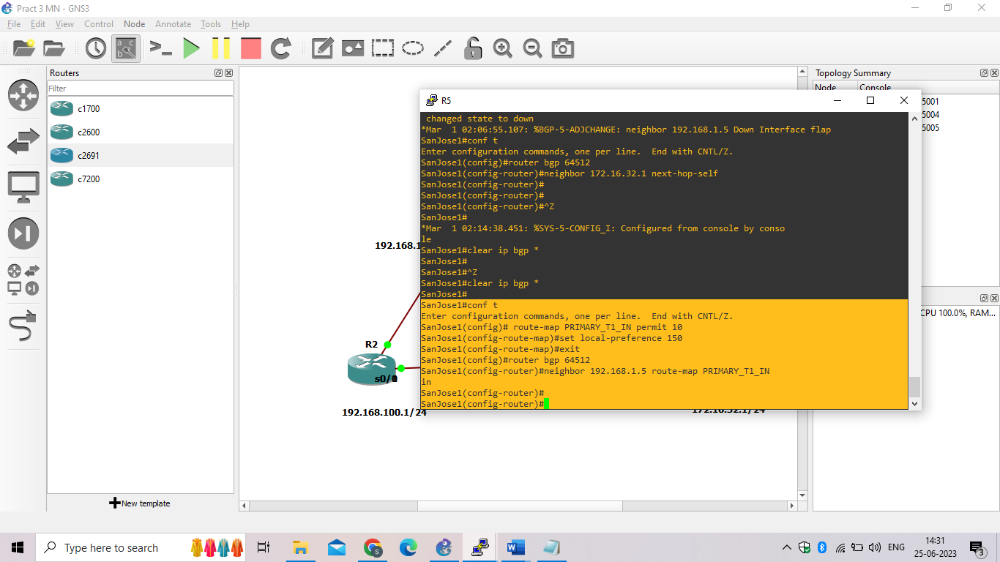 Pract 3 MN - GNS3
File Edit View Control Node Annotate Tools Help
Routers
Filter
c1700
c2600
c2691
c7200
New template
192.168.1
R2
s0/0
192.168.100.1/24
172.16.32.1/24
R5
changed state to down
*Mar  1 02:06:55.107: %BGP-5-ADJCHANGE: neighbor 192.168.1.5 Down Interface flap
SanJose1#conf t
Enter configuration commands, one per line.  End with CNTL/Z.
SanJose1(config)#router bgp 64512
SanJose1(config-router)#neighbor 172.16.32.1 next-hop-self
SanJose1(config-router)#
SanJose1(config-router)#
SanJose1(config-router)#^Z
SanJose1#
*Mar  1 02:14:38.451: %SYS-5-CONFIG_I: Configured from console by conso
le
SanJose1#clear ip bgp *
SanJose1#
SanJose1#^Z
SanJose1#clear ip bgp *
SanJose1#
SanJose1#conf t
Enter configuration commands, one per line.  End with CNTL/Z.
SanJose1(config)# route-map PRIMARY_T1_IN permit 10
SanJose1(config-route-map)#set local-preference 150
SanJose1(config-route-map)#exit
SanJose1(config)#router bgp 64512
SanJose1(config-router)#neighbor 192.168.1.5 route-map PRIMARY_T1_IN
in
SanJose1(config-router)#
SanJose1(config-router)#
Topology Summary
Node Console
5001
5004
5005
CPU 100.0%, RAM...
Type here to search
ENG
14:31
25-06-2023
3